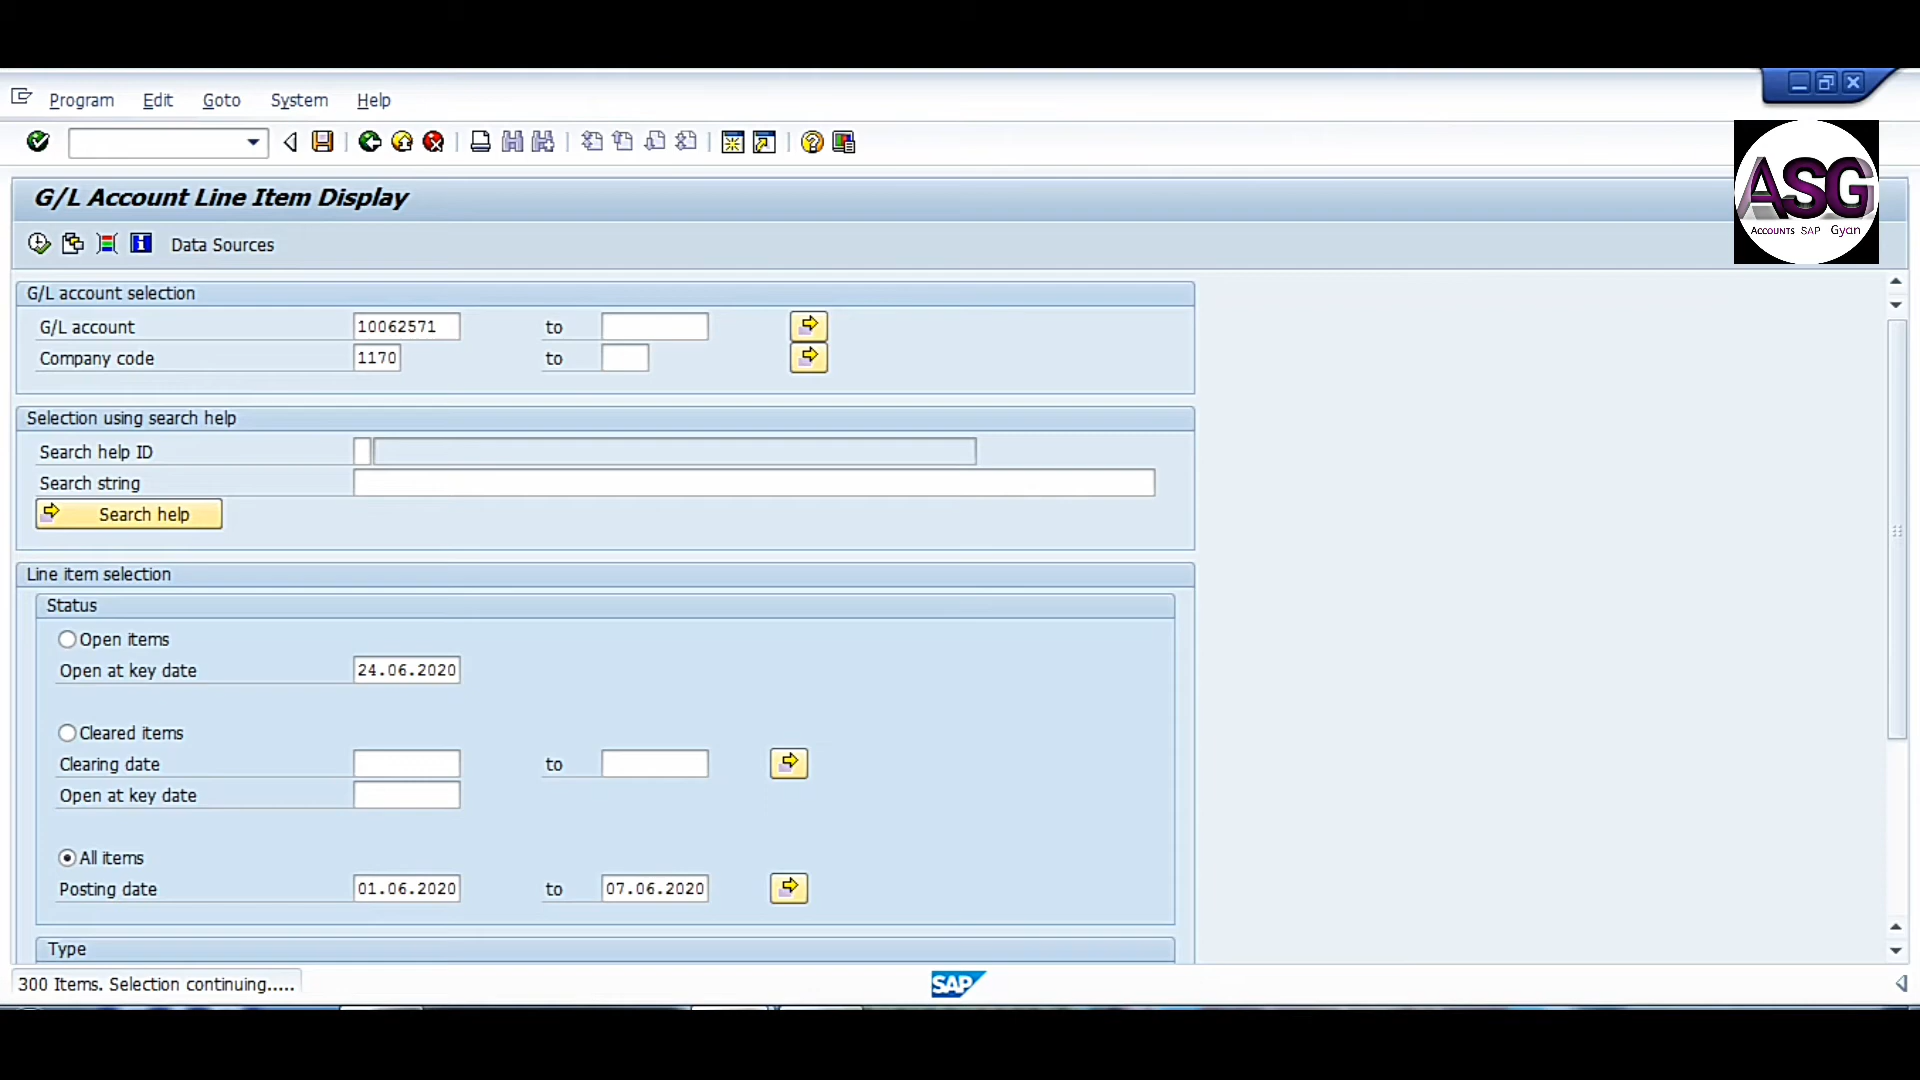 Program Edit Goto System Help
G/L Account Line Item Display
Data Sources
ASG
Accounts SAP Gyan
G/L account selection
G/L account 10062571 to
Company code 1170 to
Selection using search help
Search help ID
Search string
Search help
Line item selection
Status
Open items
Open at key date 24.06.2020
Cleared items
Clearing date to
Open at key date
All items
Posting date 01.06.2020 to 07.06.2020
Type
300 Items. Selection continuing.....
SAP